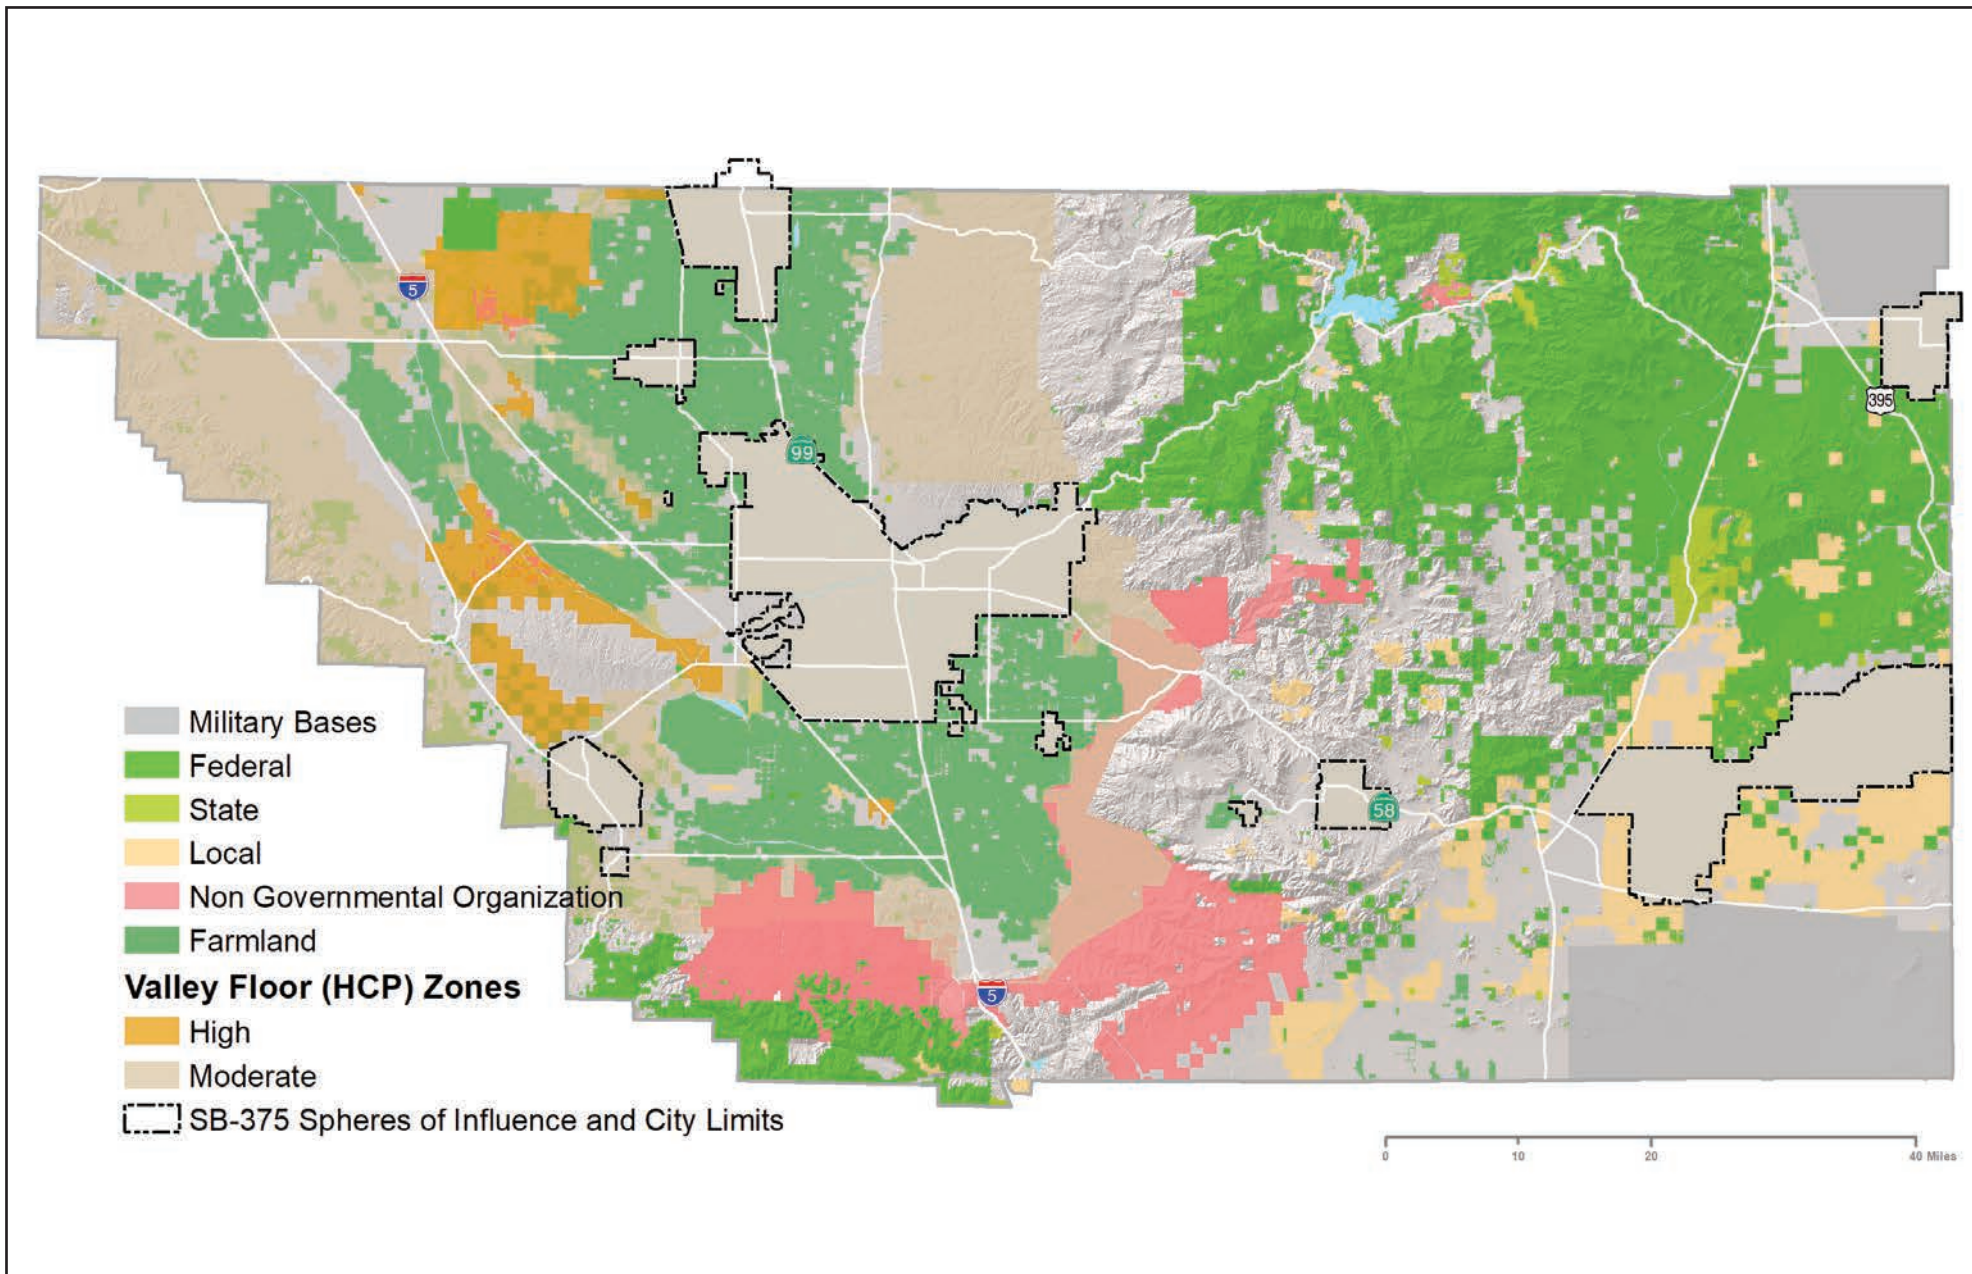 5
99
395
58
5
Military Bases
Federal
State
Local
Non Governmental Organization
Farmland
Valley Floor (HCP) Zones
High
Moderate
SB-375 Spheres of Influence and City Limits
0 10 20 40 Miles